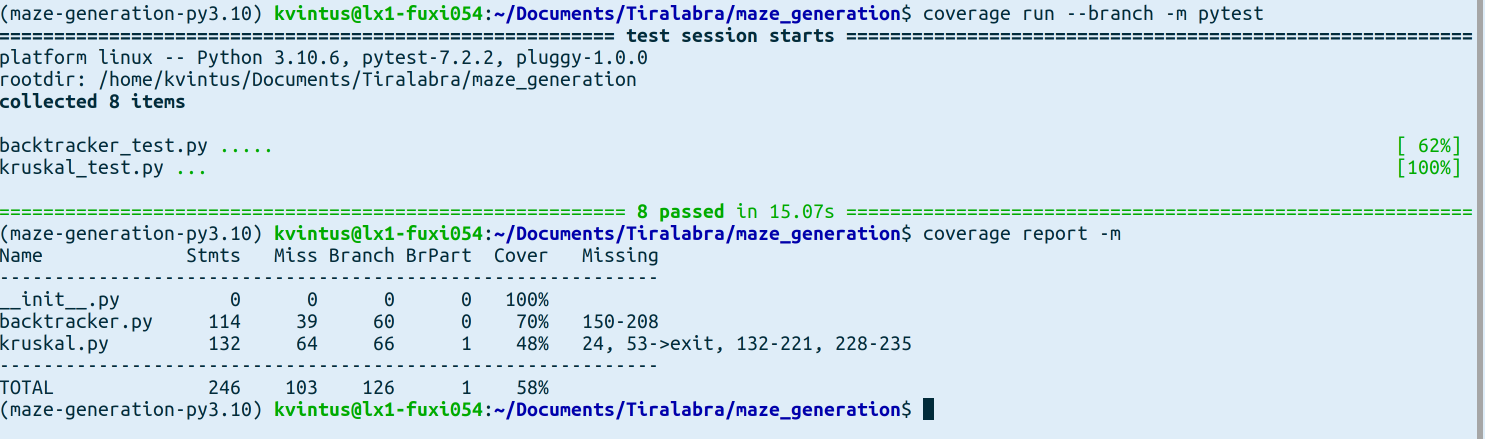 (maze-generation-py3.10) kvintus@lx1-fuxi054:~/Documents/Tiralabra/maze_generation$ coverage run --branch -m pytest
======================================================== test session starts =========================================================
platform linux -- Python 3.10.6, pytest-7.2.2, pluggy-1.0.0
rootdir: /home/kvintus/Documents/Tiralabra/maze_generation
collected 8 items
backtracker_test.py ..... [ 62%]
kruskal_test.py ... [100%]
========================================================= 8 passed in 15.07s =========================================================
(maze-generation-py3.10) kvintus@lx1-fuxi054:~/Documents/Tiralabra/maze_generation$ coverage report -m
Name             Stmts   Miss Branch BrPart  Cover   Missing
------------------------------------------------------------
__init__.py          0      0      0      0   100%
backtracker.py     114     39     60      0    70%   150-208
kruskal.py         132     64     66      1    48%   24, 53->exit, 132-221, 228-235
------------------------------------------------------------
TOTAL              246    103    126      1    58%
(maze-generation-py3.10) kvintus@lx1-fuxi054:~/Documents/Tiralabra/maze_generation$